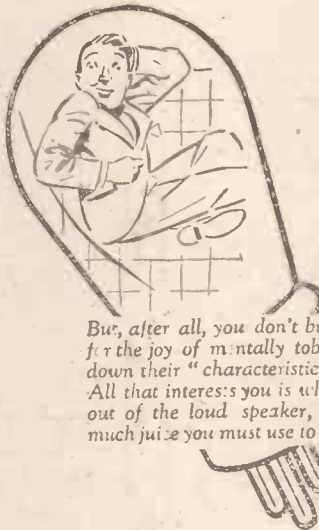 But, after all, you don't bu
for the joy of mentally tob
down their "characteristic
All that interests you is wh
out of the loud speaker,
much juice you must use to